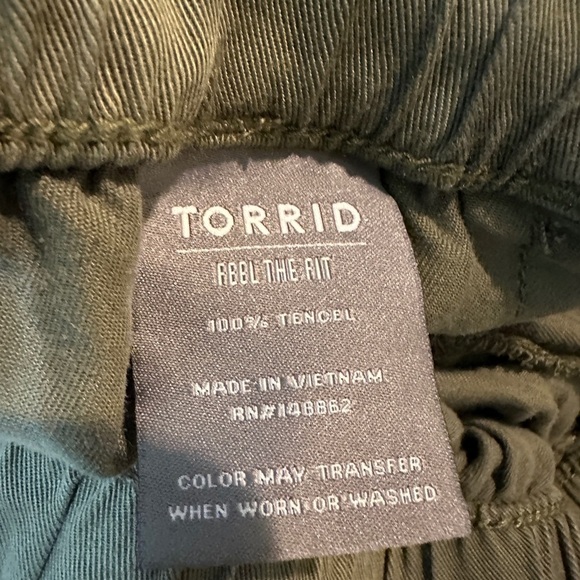 TORRID
FEEL THE FIT
100% TENCEL
MADE IN VIETNAM
RN#148862
COLOR MAY TRANSFER
WHEN WORN OR WASHED